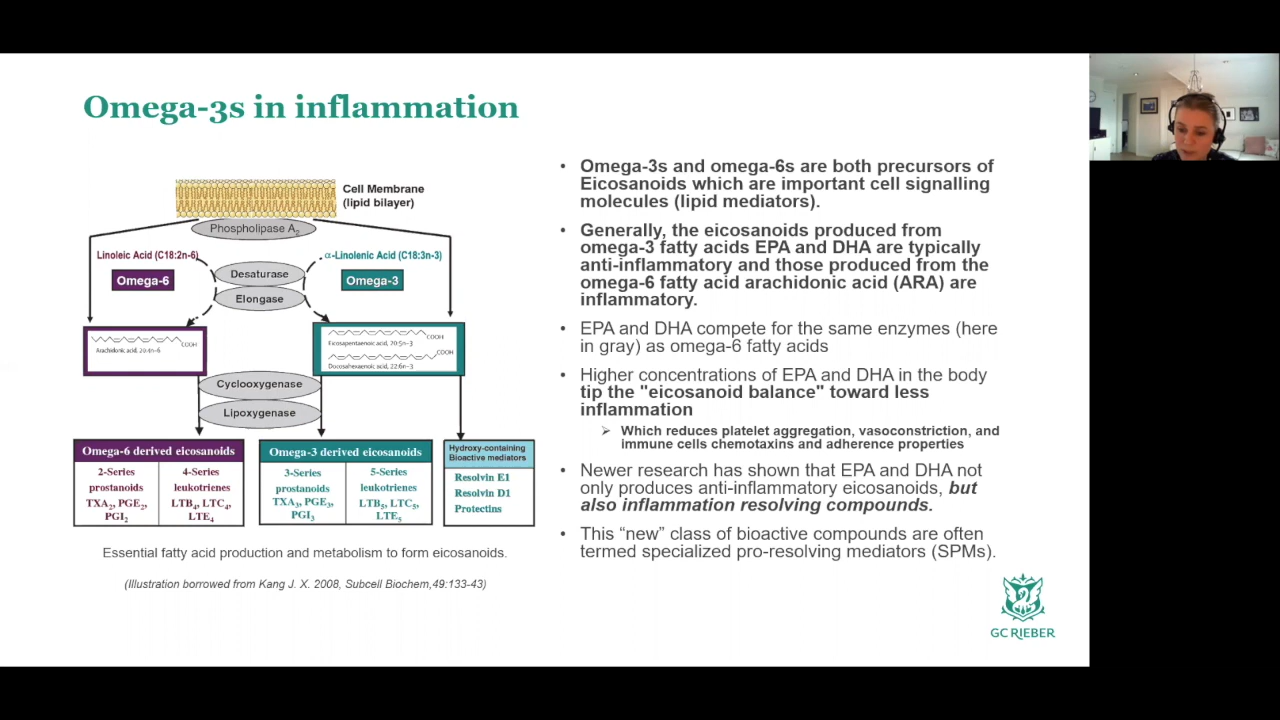 Omega-3s in inflammation
Cell Membrane
(lipid bilayer)
Phospholipase A2
Linoleic Acid (C18:2n-6)
α-Linolenic Acid (C18:3n-3)
Omega-6
Desaturase
Omega-3
Elongase
COOH
Arachidonic acid, 20:4n-6
COOH
Eicosapentaenoic acid, 20:5n-3
COOH
Docosahexaenoic acid, 22:6n-3
Cyclooxygenase
Lipoxygenase
Omega-6 derived eicosanoids
2-Series
prostanoids
TXA2, PGE2,
PGI2
4-Series
leukotrienes
LTB4, LTC4,
LTE4
Omega-3 derived eicosanoids
3-Series
prostanoids
TXA3, PGE3,
PGI3
5-Series
leukotrienes
LTB5, LTC5,
LTE5
Hydroxy-containing
Bioactive mediators
Resolvin E1
Resolvin D1
Protectins
Essential fatty acid production and metabolism to form eicosanoids.
(Illustration borrowed from Kang J. X. 2008, Subcell Biochem,49:133-43)
• Omega-3s and omega-6s are both precursors of
Eicosanoids which are important cell signalling
molecules (lipid mediators).
• Generally, the eicosanoids produced from
omega-3 fatty acids EPA and DHA are typically
anti-inflammatory and those produced from the
omega-6 fatty acid arachidonic acid (ARA) are
inflammatory.
• EPA and DHA compete for the same enzymes (here
in gray) as omega-6 fatty acids
• Higher concentrations of EPA and DHA in the body
tip the "eicosanoid balance" toward less
inflammation
➢ Which reduces platelet aggregation, vasoconstriction, and
immune cells chemotaxins and adherence properties
• Newer research has shown that EPA and DHA not
only produces anti-inflammatory eicosanoids, but
also inflammation resolving compounds.
• This “new” class of bioactive compounds are often
termed specialized pro-resolving mediators (SPMs).
GC RIEBER